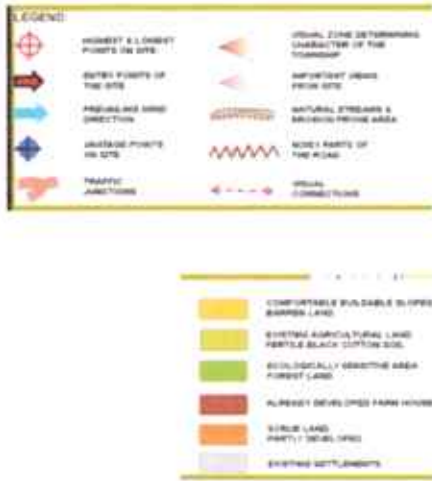 LEGEND
HIGHEST & LOWEST
POINTS ON SITE
VISUAL ZONE DETERMINING
CHARACTER OF THE
TOWNSHIP
ENTRY POINTS OF
THE SITE
IMPORTANT VIEWS
FROM SITE
PREVAILING WIND
DIRECTION
NATURAL STREAMS &
EROSION PRONE AREA
VANTAGE POINTS
ON SITE
NOISY PARTS OF
THE ROAD
TRAFFIC
JUNCTIONS
VISUAL
CONNECTIONS
COMFORTABLE BUILDABLE SLOPES
BARREN LAND
EXISTING AGRICULTURAL LAND
FERTILE BLACK COTTON SOIL
ECOLOGICALLY SENSITIVE AREA
FOREST LAND
ALREADY DEVELOPED FARM HOUSE
SCRUB LAND
PARTLY DEVELOPED
EXISTING SETTLEMENTS